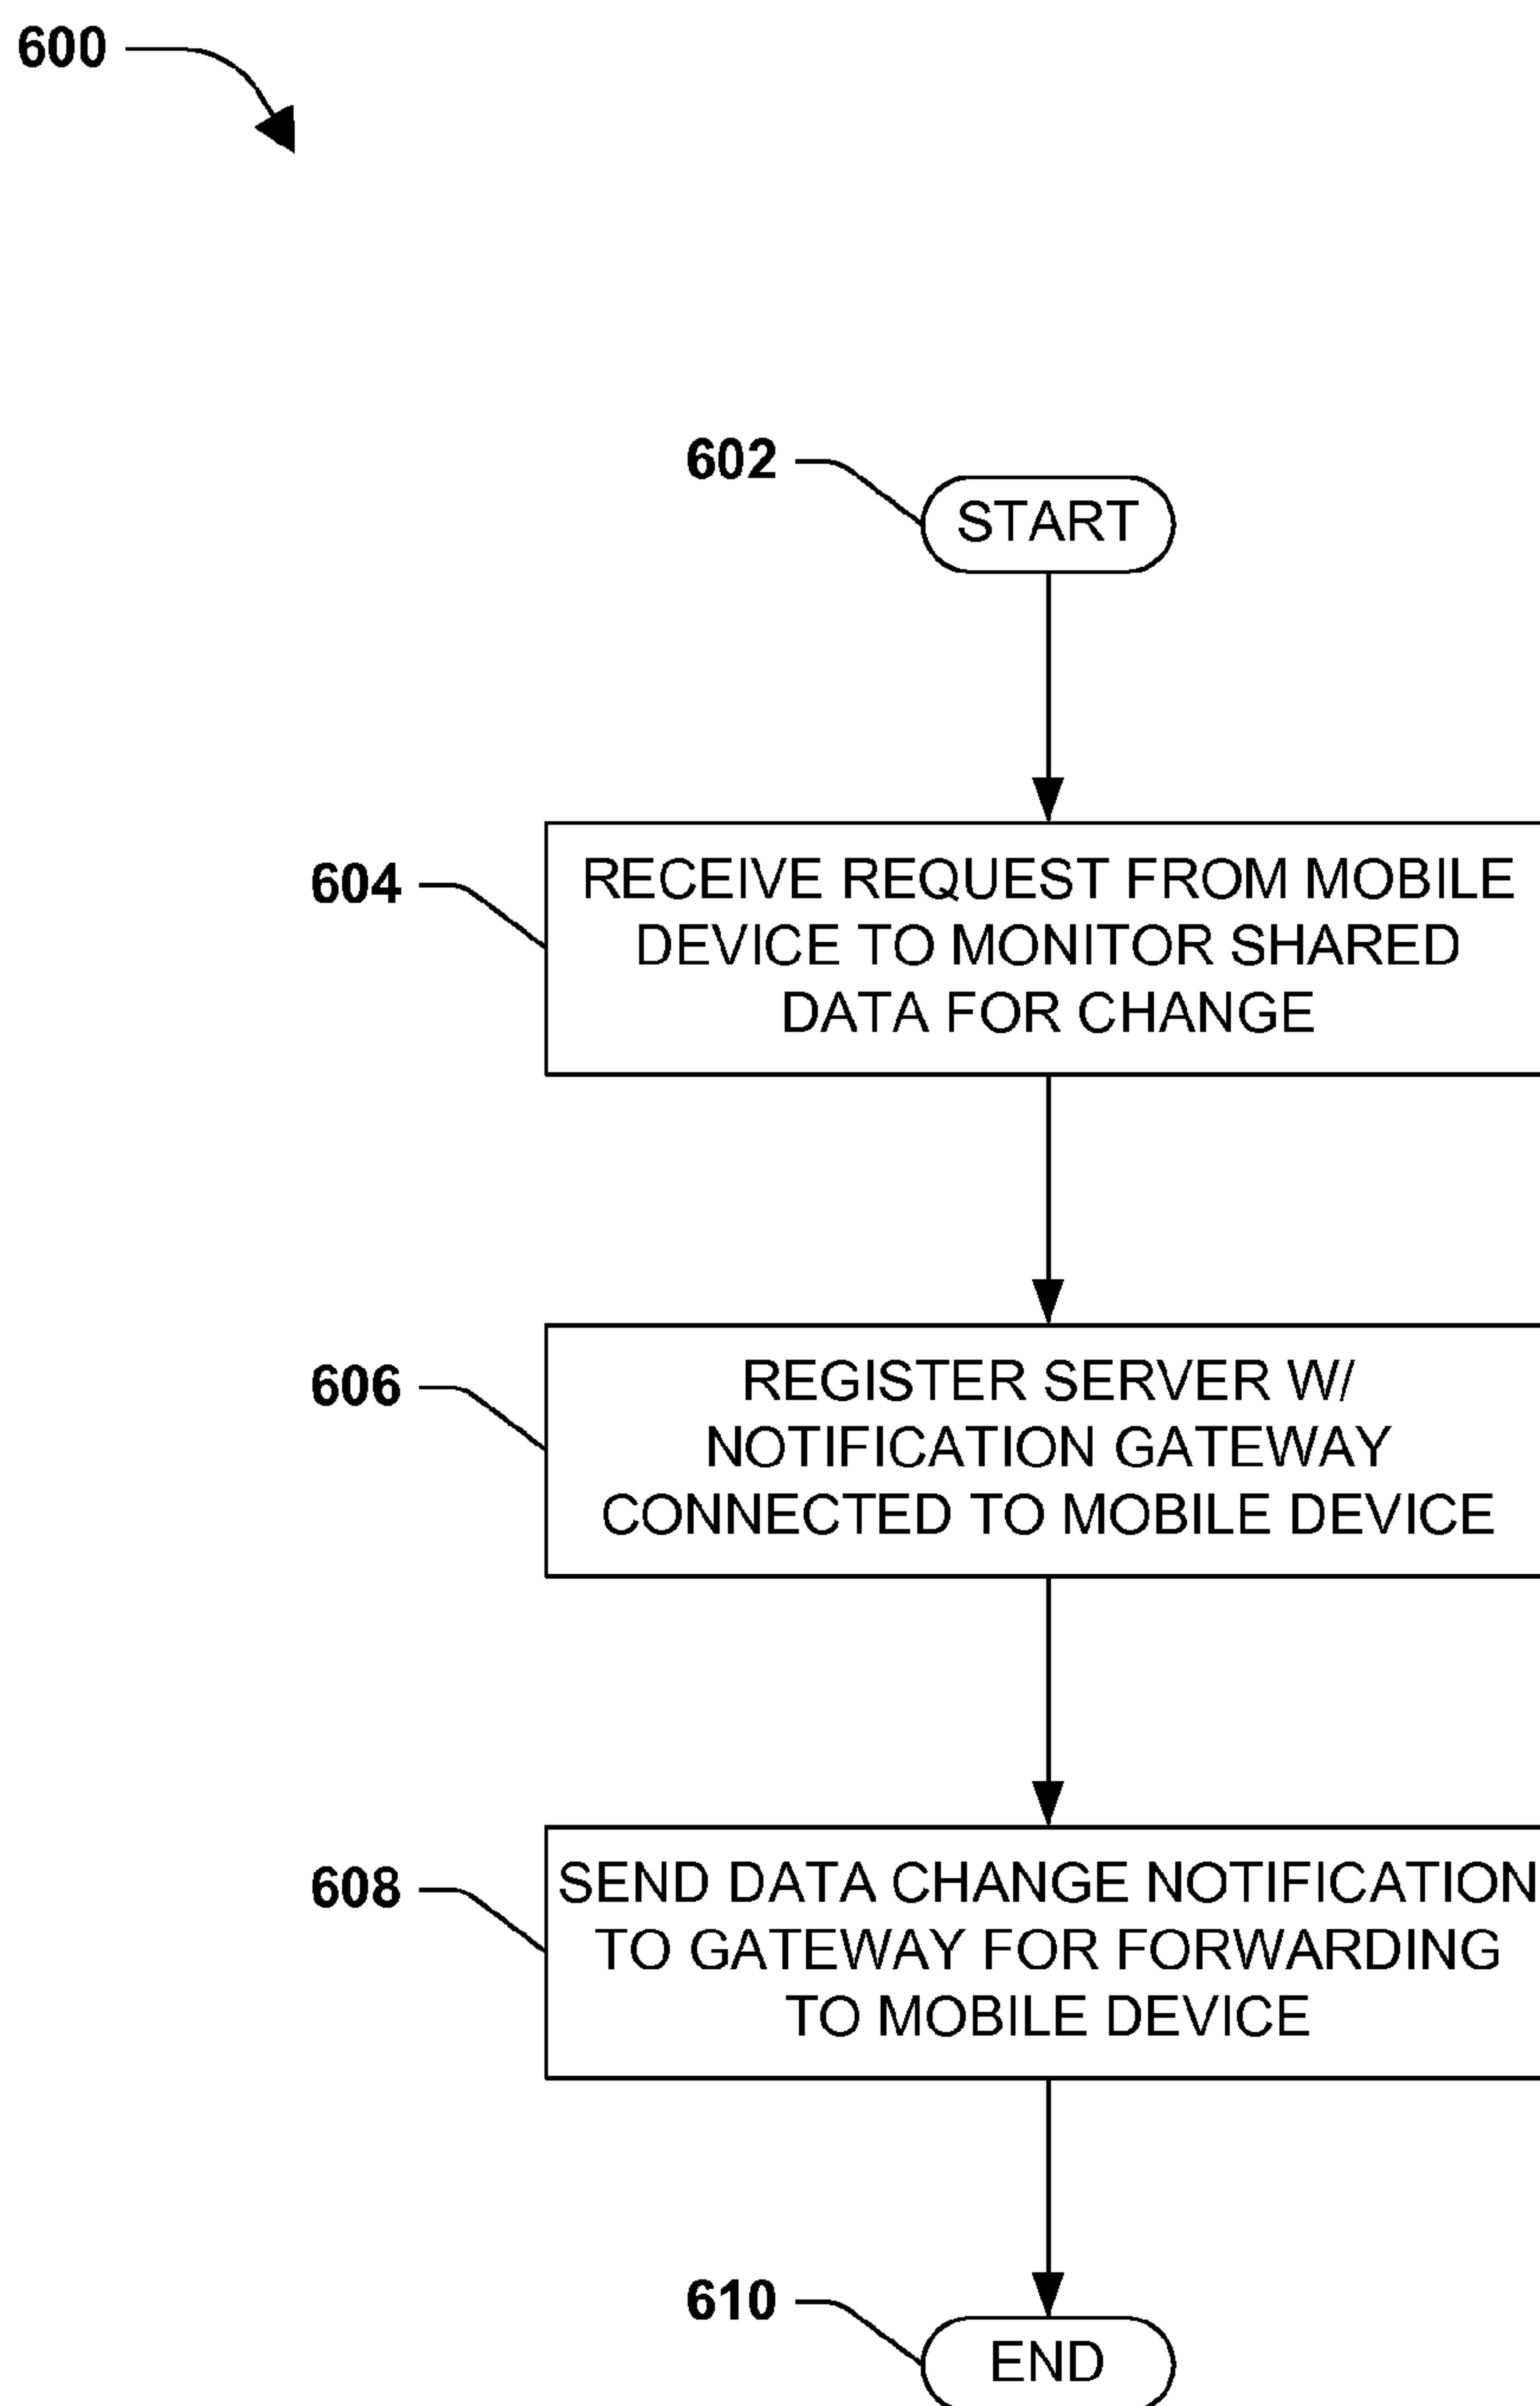 600
602
START
604
RECEIVE REQUEST FROM MOBILE
DEVICE TO MONITOR SHARED
DATA FOR CHANGE
606
REGISTER SERVER W/
NOTIFICATION GATEWAY
CONNECTED TO MOBILE DEVICE
608
SEND DATA CHANGE NOTIFICATION
TO GATEWAY FOR FORWARDING
TO MOBILE DEVICE
610
END